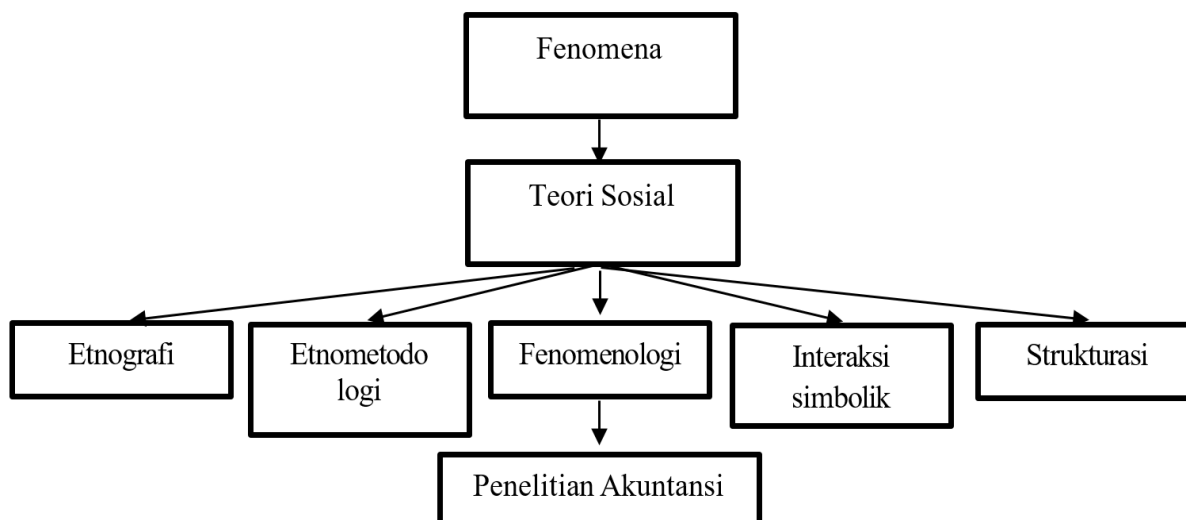 Fenomena
Teori Sosial
Etnografi
Etnometodo
logi
Fenomenologi
Interaksi
simbolik
Strukturasi
Penelitian Akuntansi